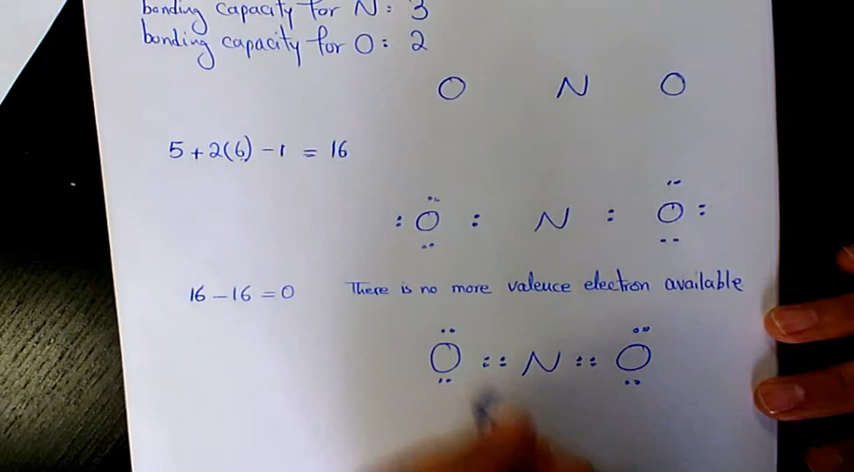 bonding capacity for N: 3
bonding capacity for O: 2
O N O
5 + 2(6) - 1 = 16
:Ö: : N : :Ö:
16 - 16 = 0 There is no more valence electron available
Ö :: N :: Ö